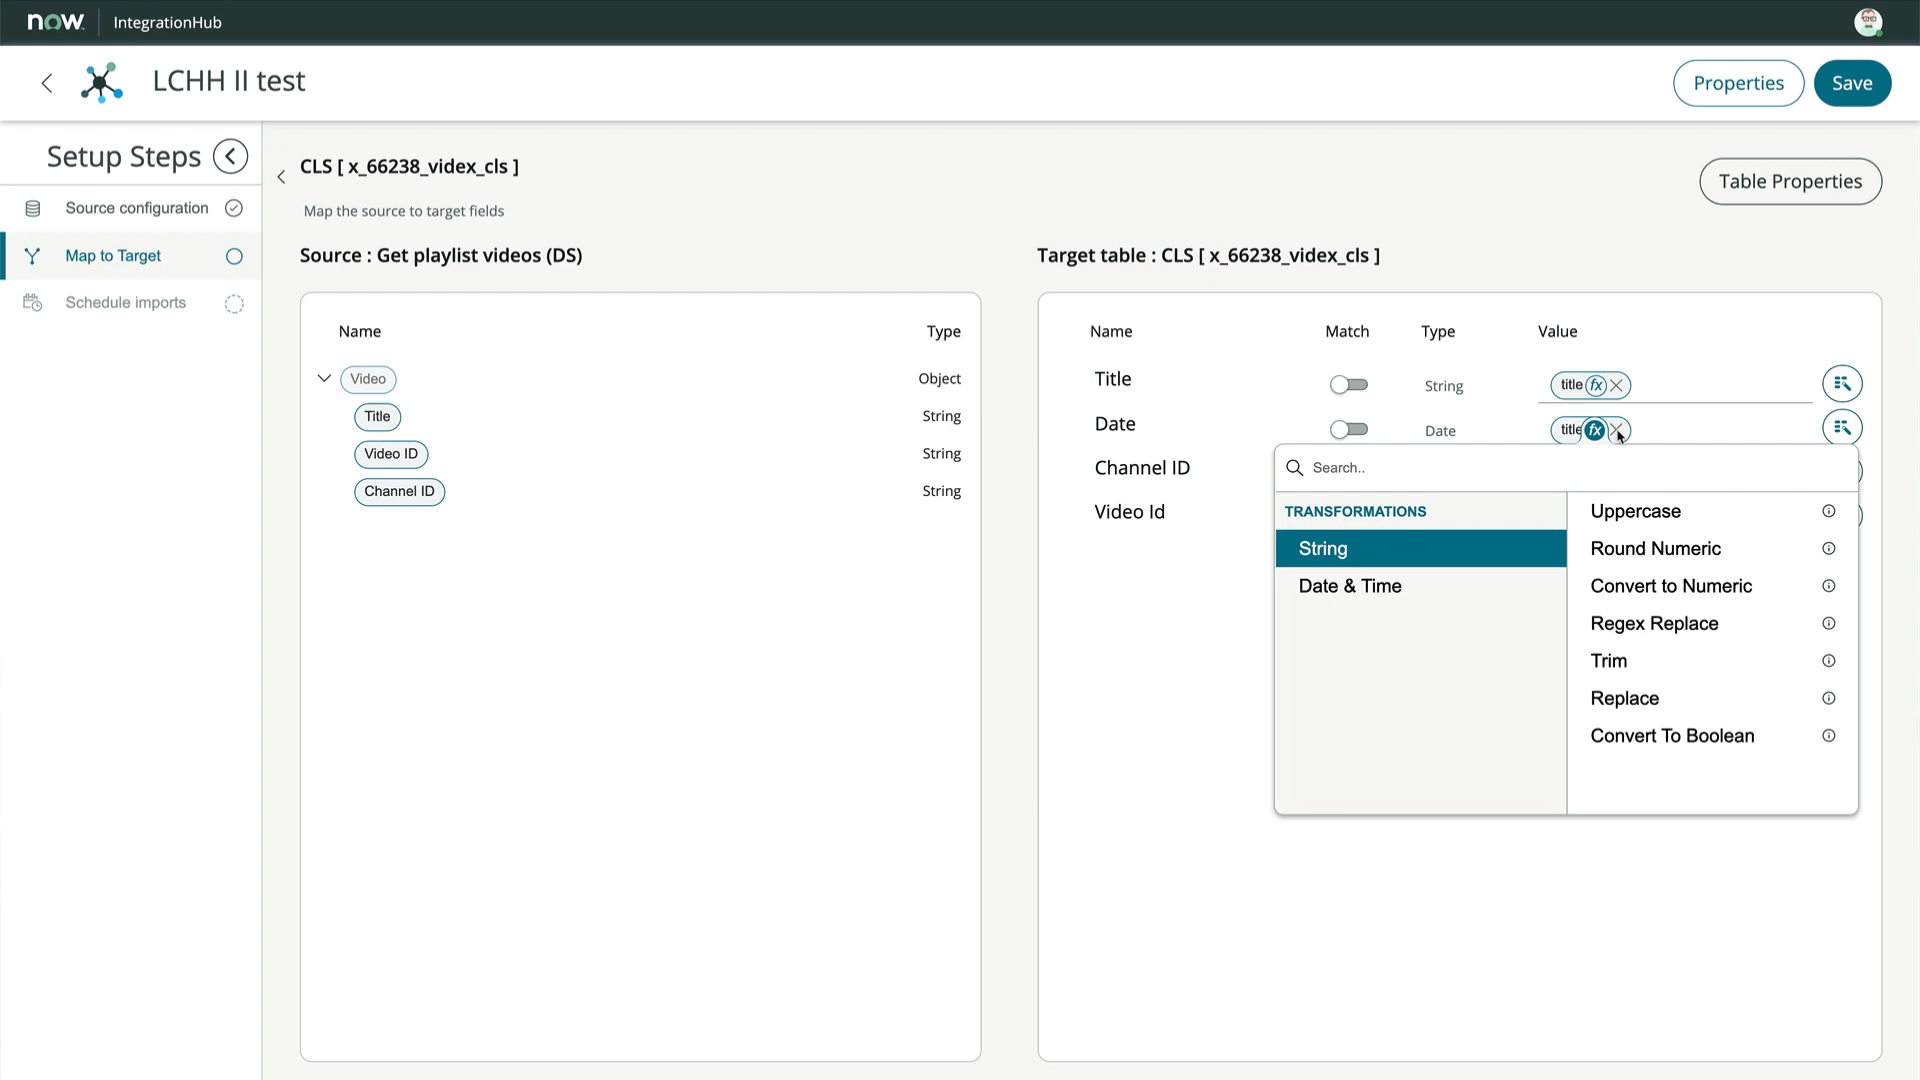 now IntegrationHub
LCHH II test
Properties Save
Setup Steps
Source configuration
Map to Target
Schedule imports
CLS [ x_66238_videx_cls ]
Map the source to target fields
Table Properties
Source : Get playlist videos (DS)
Name Type
Video Object
Title String
Video ID String
Channel ID String
Target table : CLS [ x_66238_videx_cls ]
Name Match Type Value
Title String title fx
Date Date title fx
Channel ID
Video Id
Search..
TRANSFORMATIONS
String
Date & Time
Uppercase
Round Numeric
Convert to Numeric
Regex Replace
Trim
Replace
Convert To Boolean